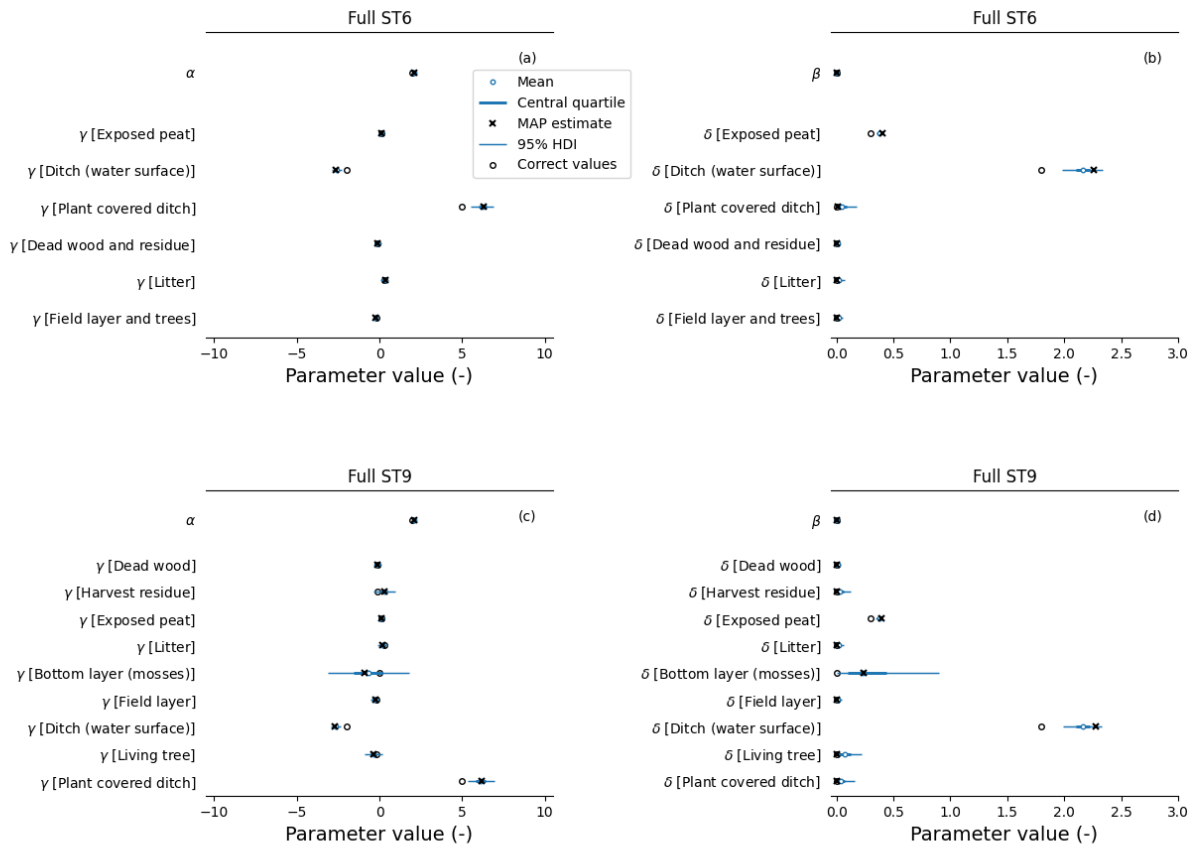 Full ST6
(a)
α
γ [Exposed peat]
γ [Ditch (water surface)]
γ [Plant covered ditch]
γ [Dead wood and residue]
γ [Litter]
γ [Field layer and trees]
−10 −5 0 5 10
Parameter value (-)
Mean
Central quartile
MAP estimate
95% HDI
Correct values
Full ST6
(b)
β
δ [Exposed peat]
δ [Ditch (water surface)]
δ [Plant covered ditch]
δ [Dead wood and residue]
δ [Litter]
δ [Field layer and trees]
0.0 0.5 1.0 1.5 2.0 2.5 3.0
Parameter value (-)
Full ST9
(c)
α
γ [Dead wood]
γ [Harvest residue]
γ [Exposed peat]
γ [Litter]
γ [Bottom layer (mosses)]
γ [Field layer]
γ [Ditch (water surface)]
γ [Living tree]
γ [Plant covered ditch]
−10 −5 0 5 10
Parameter value (-)
Full ST9
(d)
β
δ [Dead wood]
δ [Harvest residue]
δ [Exposed peat]
δ [Litter]
δ [Bottom layer (mosses)]
δ [Field layer]
δ [Ditch (water surface)]
δ [Living tree]
δ [Plant covered ditch]
0.0 0.5 1.0 1.5 2.0 2.5 3.0
Parameter value (-)